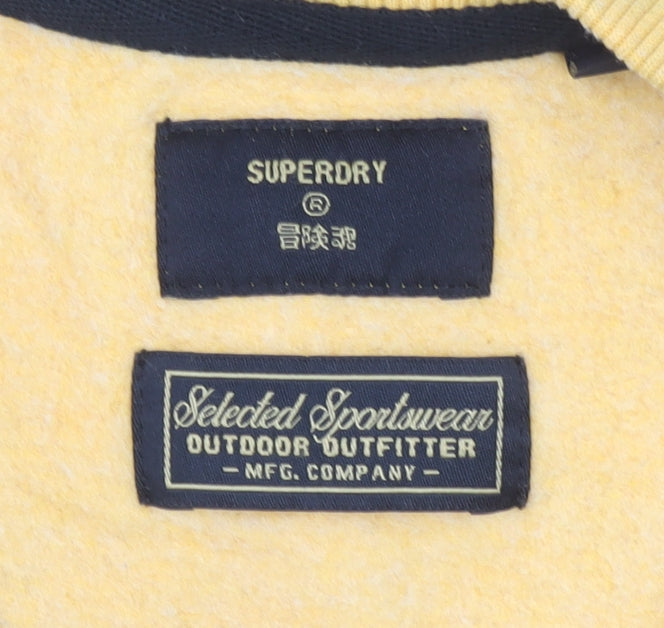 SUPERDRY
®
冒険魂
Selected Sportswear
OUTDOOR OUTFITTER
– MFG. COMPANY –